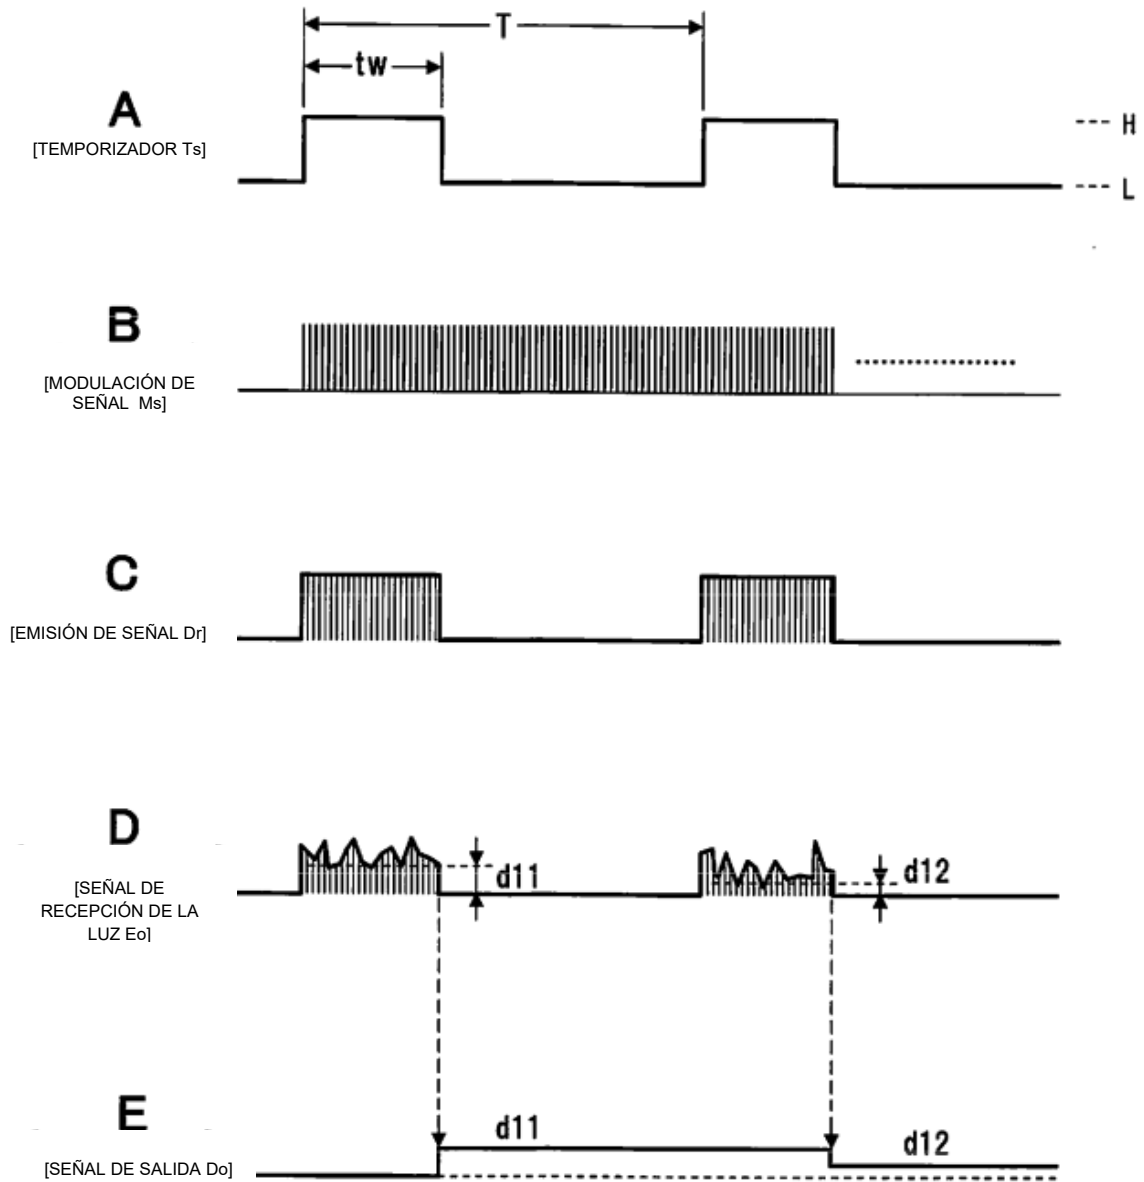 T
tw
A
[TEMPORIZADOR Ts]
H
L
B
[MODULACIÓN DE
SEÑAL Ms]
C
[EMISIÓN DE SEÑAL Dr]
D
[SEÑAL DE
RECEPCIÓN DE LA
LUZ Eo]
d11
d12
E
[SEÑAL DE SALIDA Do]
d11
d12